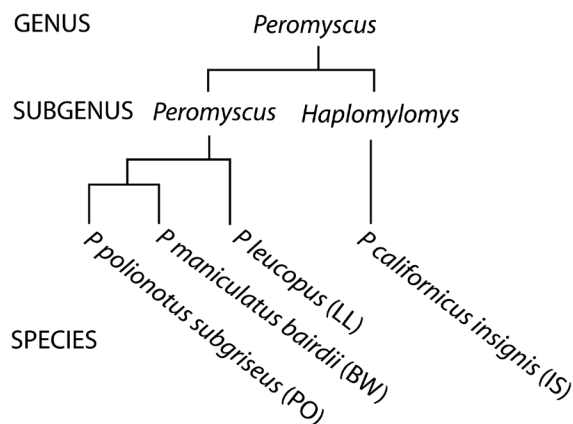 GENUS Peromyscus
SUBGENUS Peromyscus Haplomylomys
P polionotus subgriseus (PO)
P maniculatus bairdii (BW)
P leucopus (LL)
P californicus insignis (IS)
SPECIES